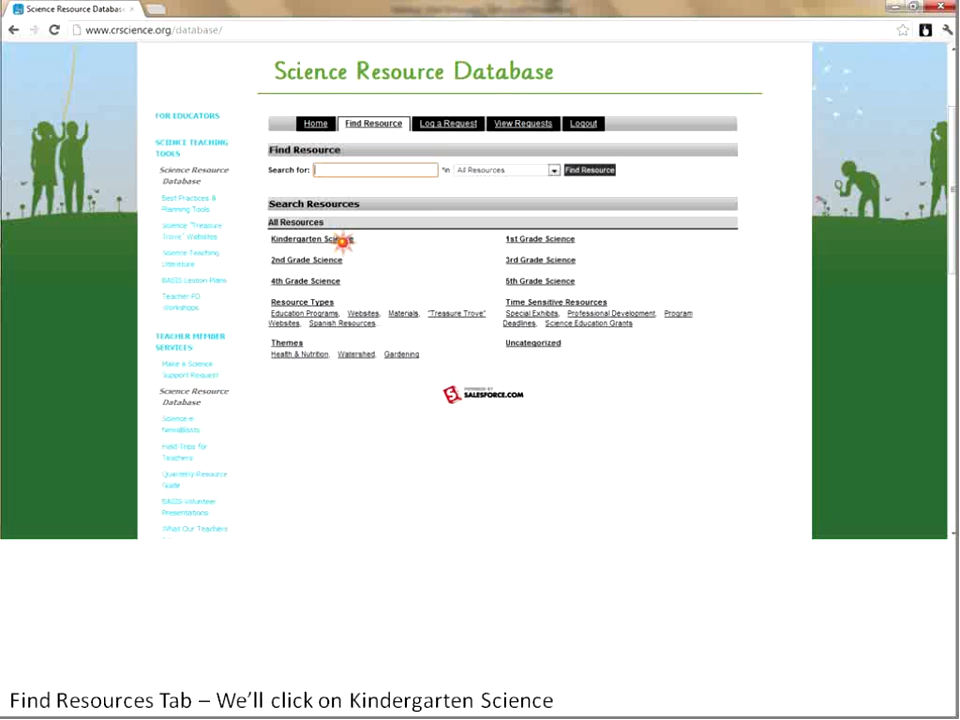 Science Resource Databas
www.crscience.org/database/
Science Resource Database
FOR EDUCATORS
SCIENCE TEACHING
TOOLS
Science Resource
Database
Best Practices &
Planning Tools
Science "Treasure
Trove" Websites
Science Teaching
Literature
BASIS Lesson Plans
Teacher PD
Workshops
TEACHER MEMBER
SERVICES
Make a Science
Support Request
Science Resource
Database
Science e
NewsBlasts
Field Trips for
Teachers
Quarterly Resource
Guide
BASIS Volunteer
Presentations
What Our Teachers
Home Find Resource Log a Request View Requests Logout
Find Resource
Search for: in All Resources Find Resource
Search Resources
All Resources
Kindergarten Science 1st Grade Science
2nd Grade Science 3rd Grade Science
4th Grade Science 5th Grade Science
Resource Types Time Sensitive Resources
Education Programs, Websites, Materials, "Treasure Trove" Special Exhibits, Professional Development, Program
Websites, Spanish Resources... Deadlines, Science Education Grants
Themes Uncategorized
Health & Nutrition, Watershed, Gardening
POWERED BY
SALESFORCE.COM
Find Resources Tab – We'll click on Kindergarten Science